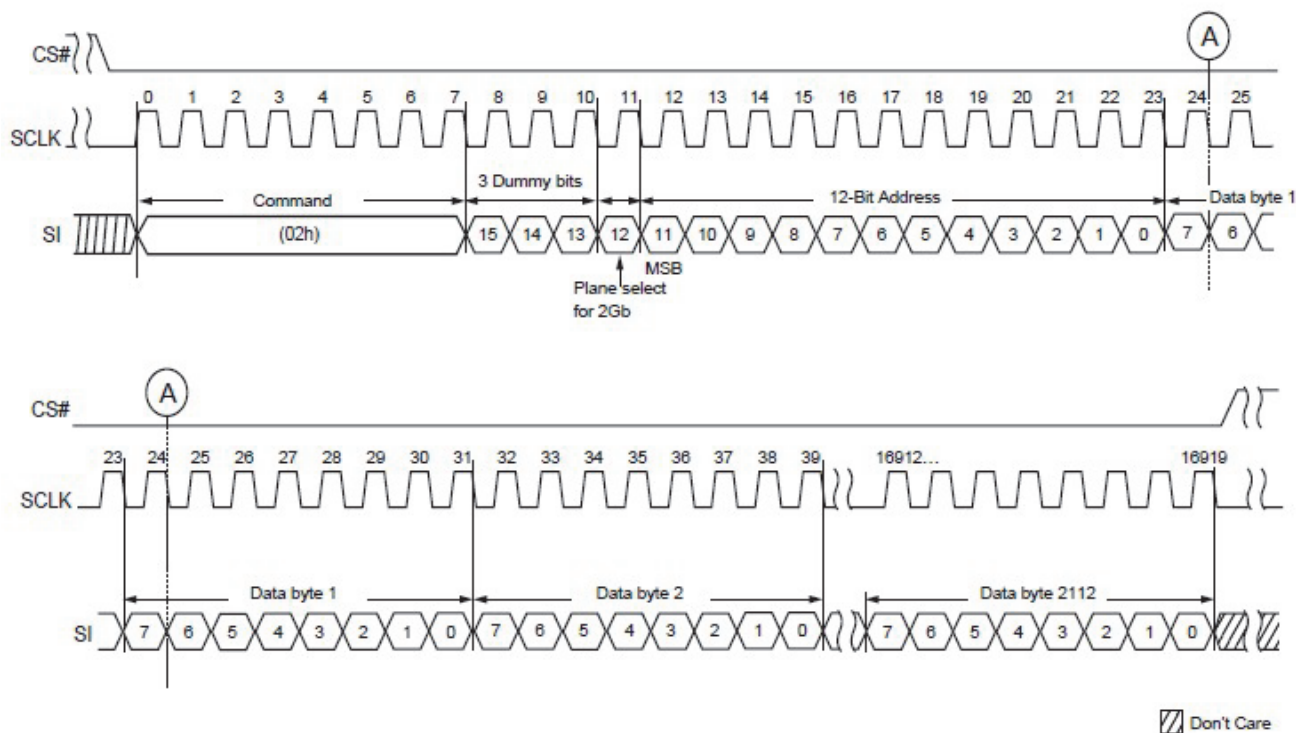 A
CS#
0 1 2 3 4 5 6 7 8 9 10 11 12 13 14 15 16 17 18 19 20 21 22 23 24 25
SCLK
3 Dummy bits
Command 12-Bit Address Data byte 1
SI (02h) 15 14 13 12 11 10 9 8 7 6 5 4 3 2 1 0 7 6
MSB
Plane select
for 2Gb
A
CS#
23 24 25 26 27 28 29 30 31 32 33 34 35 36 37 38 39 16912... 16919
SCLK
Data byte 1 Data byte 2 Data byte 2112
SI 7 6 5 4 3 2 1 0 7 6 5 4 3 2 1 0 7 6 5 4 3 2 1 0
Don't Care